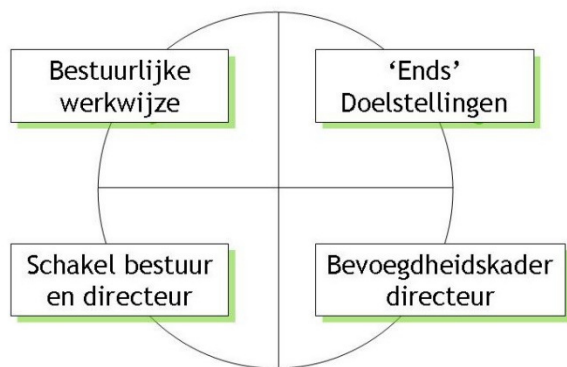 Bestuurlijke
werkwijze
‘Ends’
Doelstellingen
Schakel bestuur
en directeur
Bevoegdheidskader
directeur